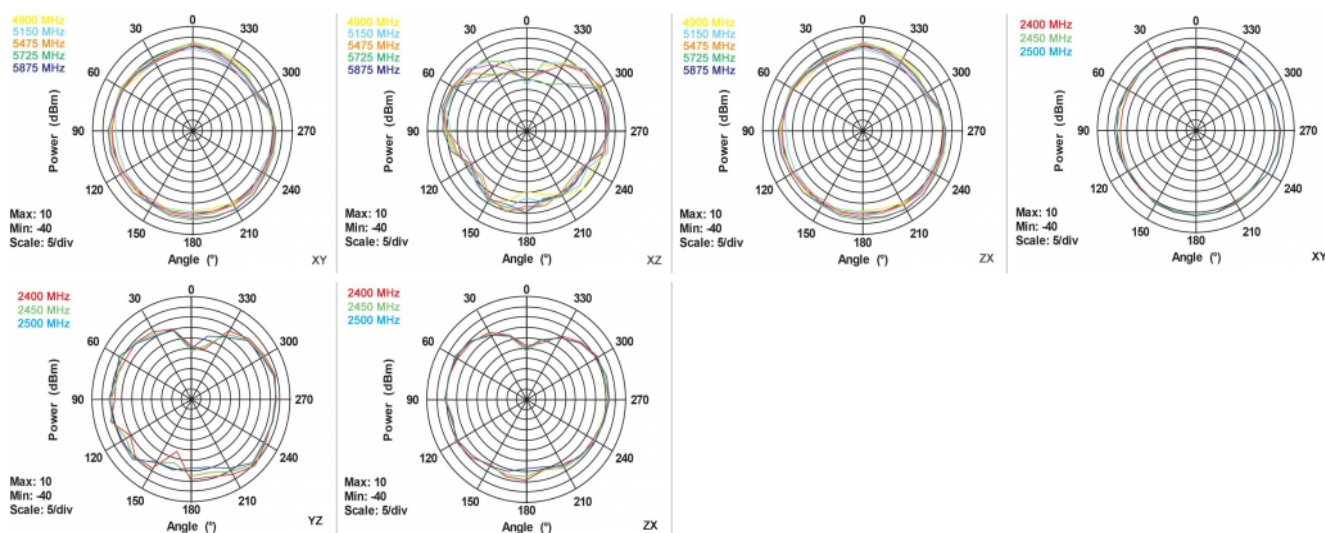 4900 MHz
5150 MHz
5475 MHz
5725 MHz
5875 MHz
0
30
330
60
300
90
270
120
240
150
210
180
Power (dBm)
Max: 10
Min: -40
Scale: 5/div
Angle (°)
XY
4900 MHz
5150 MHz
5475 MHz
5725 MHz
5875 MHz
0
30
330
60
300
90
270
120
240
150
210
180
Power (dBm)
Max: 10
Min: -40
Scale: 5/div
Angle (°)
XZ
4900 MHz
5150 MHz
5475 MHz
5725 MHz
5875 MHz
0
30
330
60
300
90
270
120
240
150
210
180
Power (dBm)
Max: 10
Min: -40
Scale: 5/div
Angle (°)
ZX
2400 MHz
2450 MHz
2500 MHz
0
30
330
60
300
90
270
120
240
150
210
180
Power (dBm)
Max: 10
Min: -40
Scale: 5/div
Angle (°)
XY
2400 MHz
2450 MHz
2500 MHz
0
30
330
60
300
90
270
120
240
150
210
180
Power (dBm)
Max: 10
Min: -40
Scale: 5/div
Angle (°)
YZ
2400 MHz
2450 MHz
2500 MHz
0
30
330
60
300
90
270
120
240
150
210
180
Power (dBm)
Max: 10
Min: -40
Scale: 5/div
Angle (°)
ZX